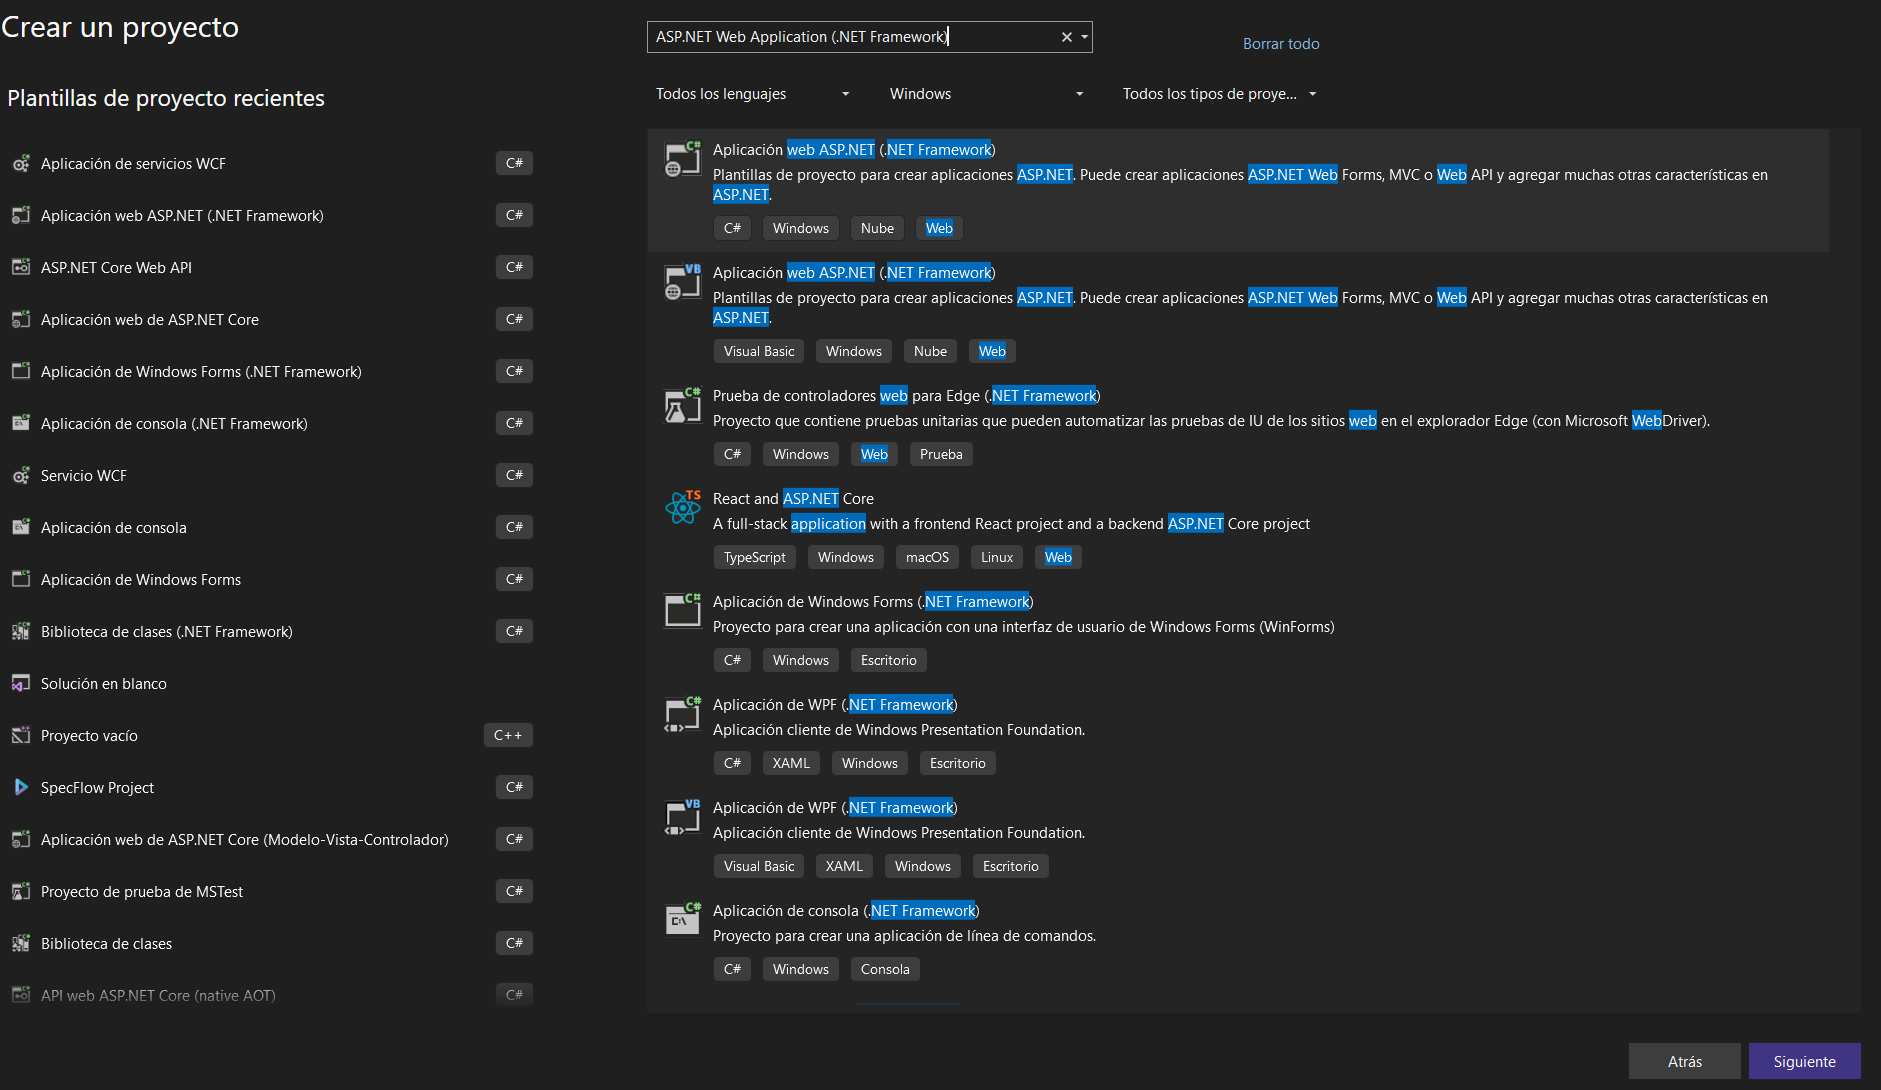 Crear un proyecto
Plantillas de proyecto recientes
Aplicación de servicios WCF C#
Aplicación web ASP.NET (.NET Framework) C#
ASP.NET Core Web API C#
Aplicación web de ASP.NET Core C#
Aplicación de Windows Forms (.NET Framework) C#
Aplicación de consola (.NET Framework) C#
Servicio WCF C#
Aplicación de consola C#
Aplicación de Windows Forms C#
Biblioteca de clases (.NET Framework) C#
Solución en blanco
Proyecto vacío C++
SpecFlow Project C#
Aplicación web de ASP.NET Core (Modelo-Vista-Controlador) C#
Proyecto de prueba de MSTest C#
Biblioteca de clases C#
API web ASP.NET Core (native AOT) C#
ASP.NET Web Application (.NET Framework)
Borrar todo
Todos los lenguajes Windows Todos los tipos de proye...
C#
Aplicación web ASP.NET (.NET Framework)
Plantillas de proyecto para crear aplicaciones ASP.NET. Puede crear aplicaciones ASP.NET Web Forms, MVC o Web API y agregar muchas otras características en
ASP.NET.
C# Windows Nube Web
VB
Aplicación web ASP.NET (.NET Framework)
Plantillas de proyecto para crear aplicaciones ASP.NET. Puede crear aplicaciones ASP.NET Web Forms, MVC o Web API y agregar muchas otras características en
ASP.NET.
Visual Basic Windows Nube Web
C#
Prueba de controladores web para Edge (.NET Framework)
Proyecto que contiene pruebas unitarias que pueden automatizar las pruebas de IU de los sitios web en el explorador Edge (con Microsoft WebDriver).
C# Windows Web Prueba
TS
React and ASP.NET Core
A full-stack application with a frontend React project and a backend ASP.NET Core project
TypeScript Windows macOS Linux Web
C#
Aplicación de Windows Forms (.NET Framework)
Proyecto para crear una aplicación con una interfaz de usuario de Windows Forms (WinForms)
C# Windows Escritorio
C#
Aplicación de WPF (.NET Framework)
Aplicación cliente de Windows Presentation Foundation.
C# XAML Windows Escritorio
VB
Aplicación de WPF (.NET Framework)
Aplicación cliente de Windows Presentation Foundation.
Visual Basic XAML Windows Escritorio
C#
C:\
Aplicación de consola (.NET Framework)
Proyecto para crear una aplicación de línea de comandos.
C# Windows Consola
Atrás Siguiente